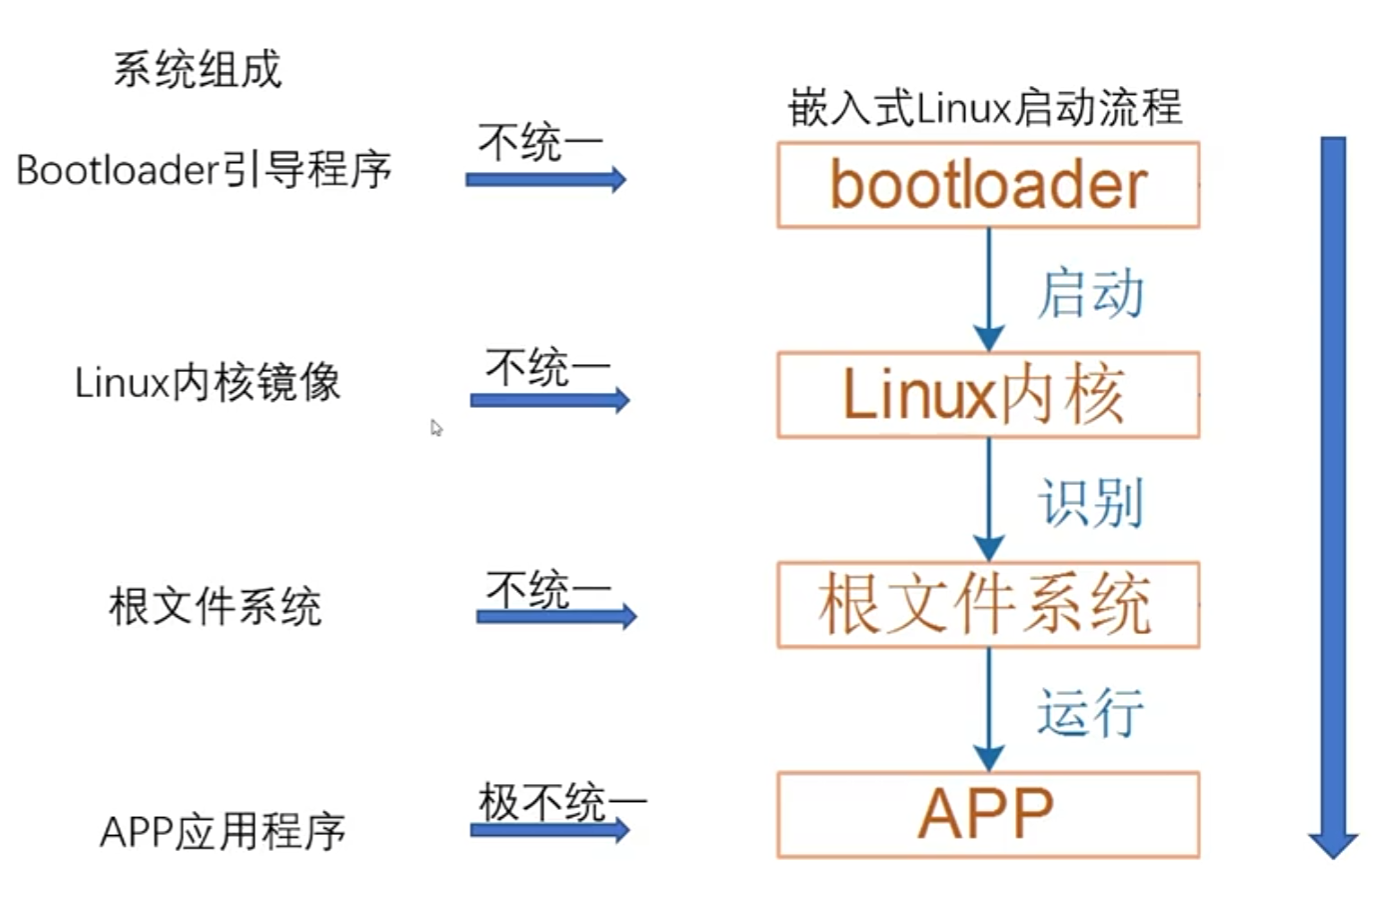 系统组成
嵌入式Linux启动流程
Bootloader引导程序
不统一
bootloader
启动
Linux内核镜像
不统一
Linux内核
识别
根文件系统
不统一
根文件系统
运行
APP应用程序
极不统一
APP